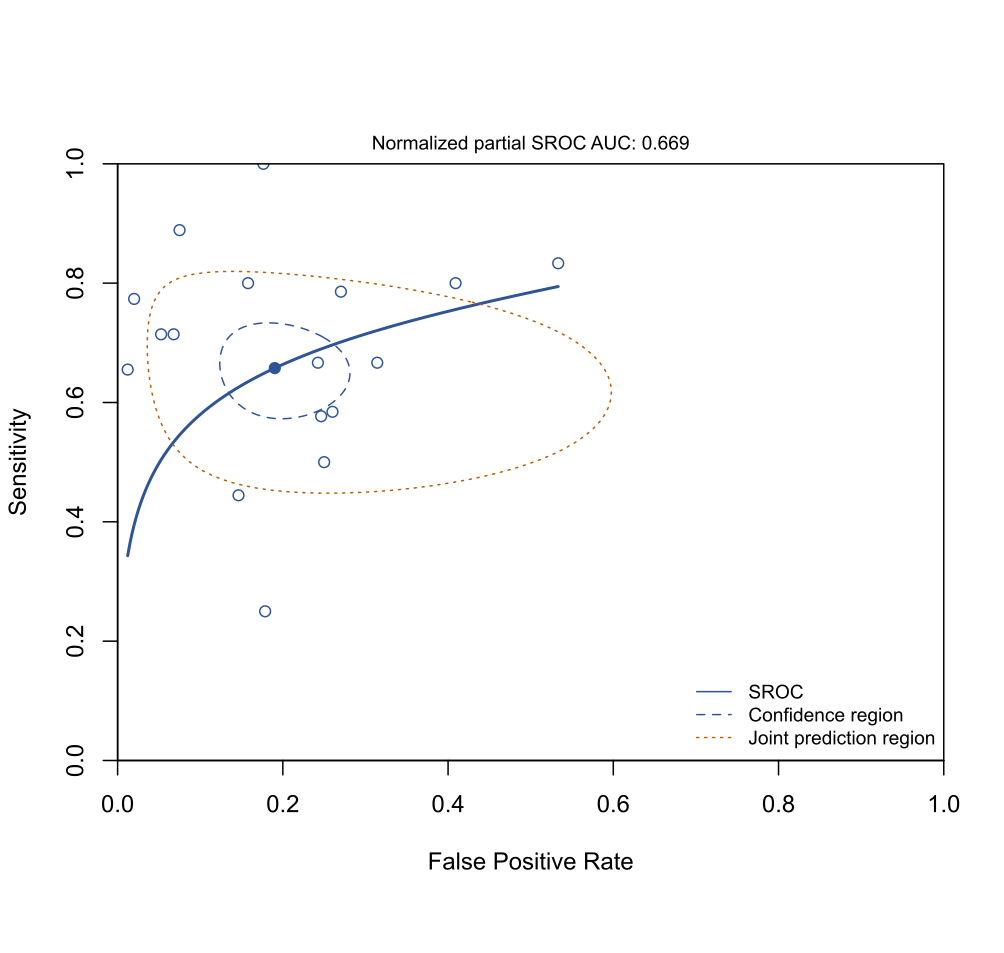 Normalized partial SROC AUC: 0.669
1.0
0.8
0.6
0.4
0.2
0.0
Sensitivity
SROC
Confidence region
Joint prediction region
0.0 0.2 0.4 0.6 0.8 1.0
False Positive Rate